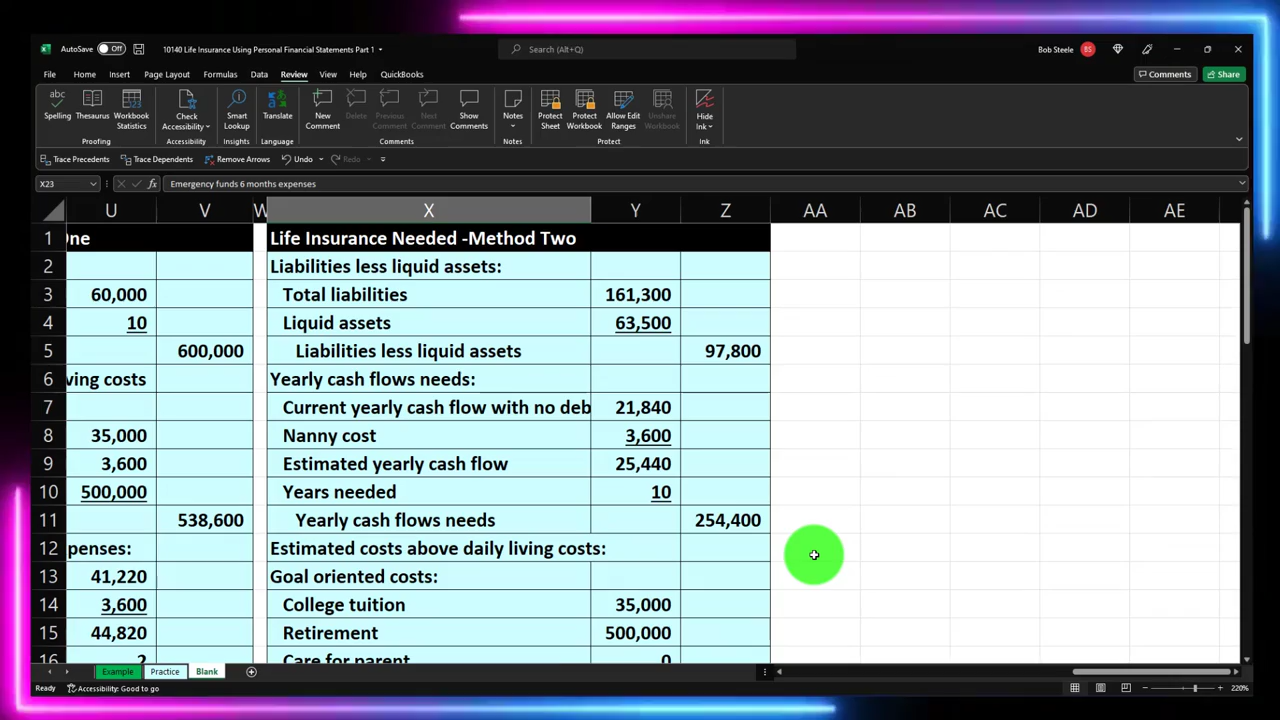 AutoSave Off 10140 Life Insurance Using Personal Financial Statements Part 1 Search (Alt+Q) Bob Steele BS
File Home Insert Page Layout Formulas Data Review View Help QuickBooks Comments Share
abc
Spelling Thesaurus Workbook Statistics Check Accessibility Smart Lookup Translate New Comment Delete Previous Comment Next Comment Show Comments Notes Protect Sheet Protect Workbook Allow Edit Ranges Unshare Workbook Hide Ink
Proofing Accessibility Insights Language Comments Notes Protect Ink
Trace Precedents Trace Dependents Remove Arrows Undo Redo
X23 fx Emergency funds 6 months expenses
U V W X Y Z AA AB AC AD AE
1 One Life Insurance Needed -Method Two
2 Liabilities less liquid assets:
3 60,000 Total liabilities 161,300
4 10 Liquid assets 63,500
5 600,000 Liabilities less liquid assets 97,800
6 ving costs Yearly cash flows needs:
7 Current yearly cash flow with no deb 21,840
8 35,000 Nanny cost 3,600
9 3,600 Estimated yearly cash flow 25,440
10 500,000 Years needed 10
11 538,600 Yearly cash flows needs 254,400
12 penses: Estimated costs above daily living costs:
13 41,220 Goal oriented costs:
14 3,600 College tuition 35,000
15 44,820 Retirement 500,000
16 2 Care for parent 0
Example Practice Blank
Ready Accessibility: Good to go 220%